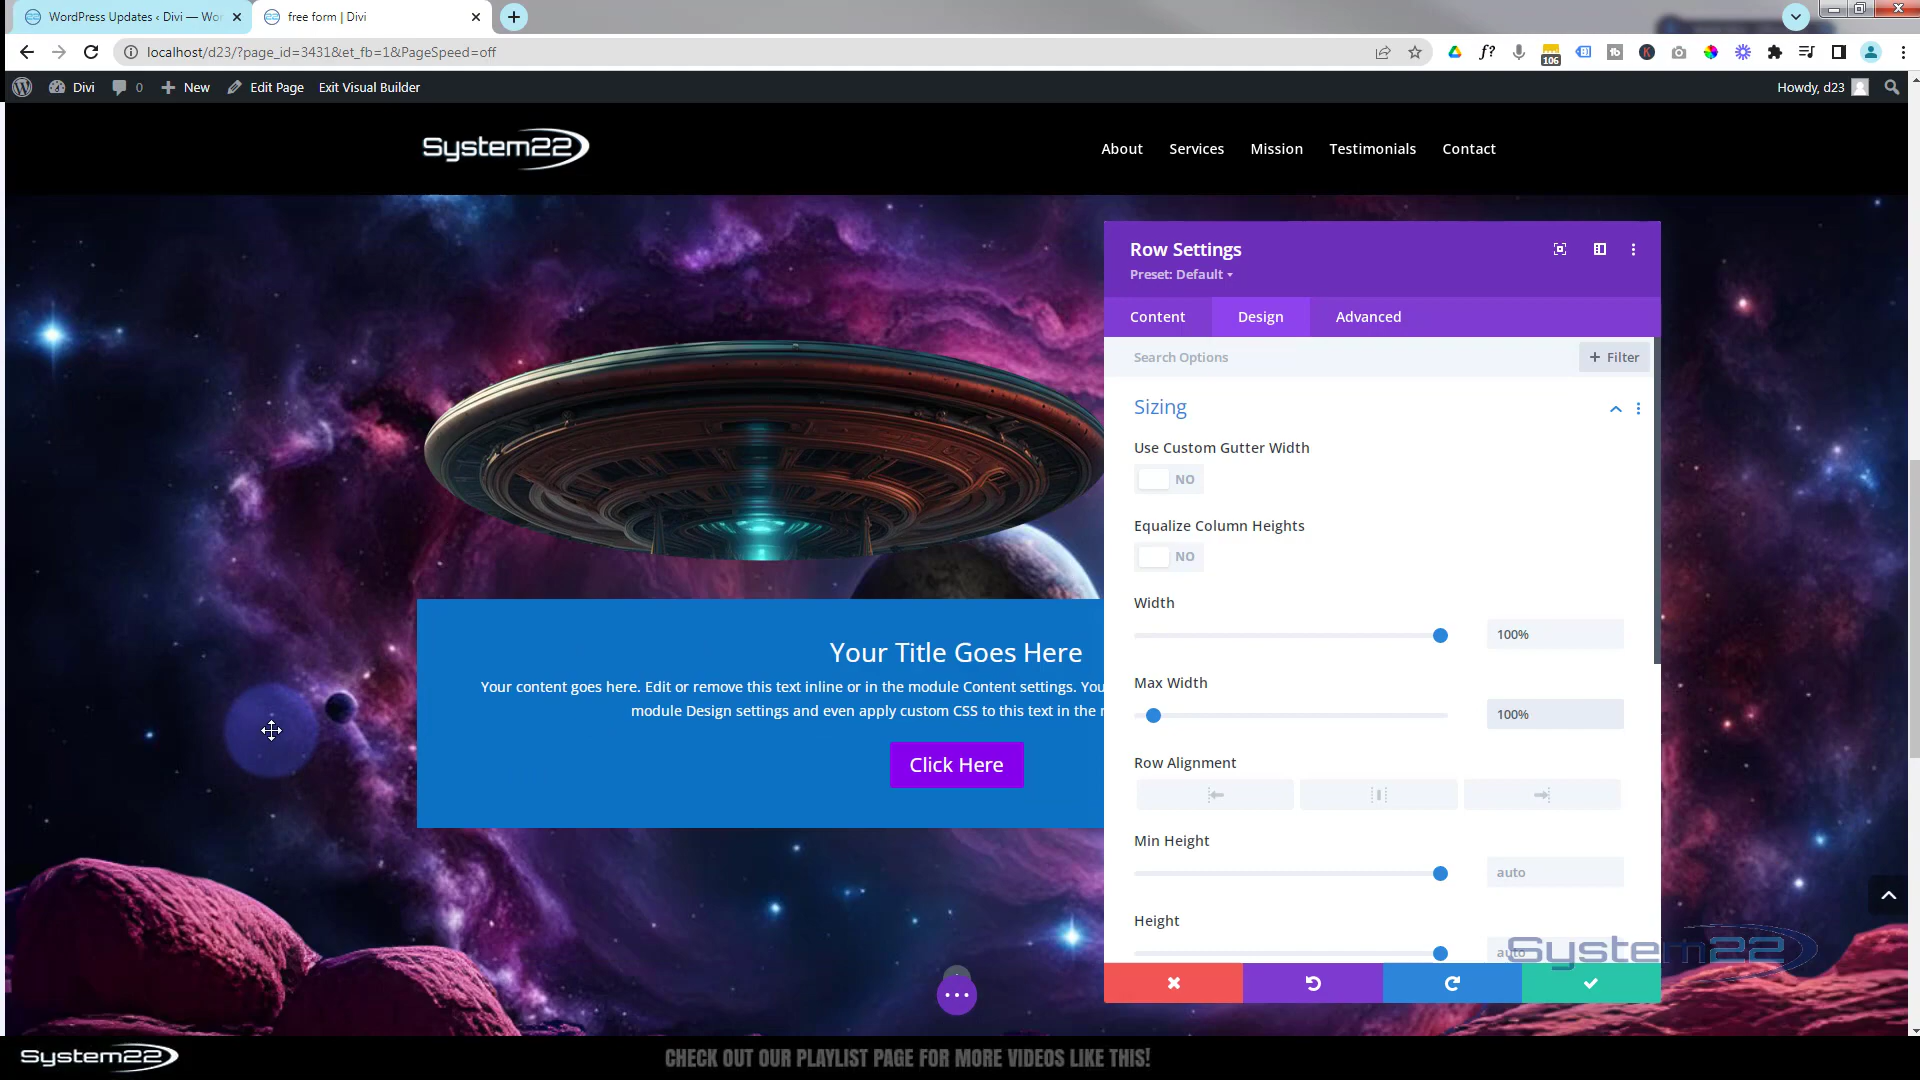 WordPress Updates ‹ Divi — Wor
free form | Divi
localhost/d23/?page_id=3431&et_fb=1&PageSpeed=off
106
Divi
0
New
Edit Page
Exit Visual Builder
Howdy, d23
System22
About
Services
Mission
Testimonials
Contact
Row Settings
Preset: Default
Content
Design
Advanced
Search Options
+ Filter
Sizing
Use Custom Gutter Width
NO
Equalize Column Heights
NO
Width
100%
Max Width
100%
Row Alignment
Min Height
auto
Height
auto
Your Title Goes Here
Your content goes here. Edit or remove this text inline or in the module Content settings. You
module Design settings and even apply custom CSS to this text in the m
Click Here
System22
System22
CHECK OUT OUR PLAYLIST PAGE FOR MORE VIDEOS LIKE THIS!